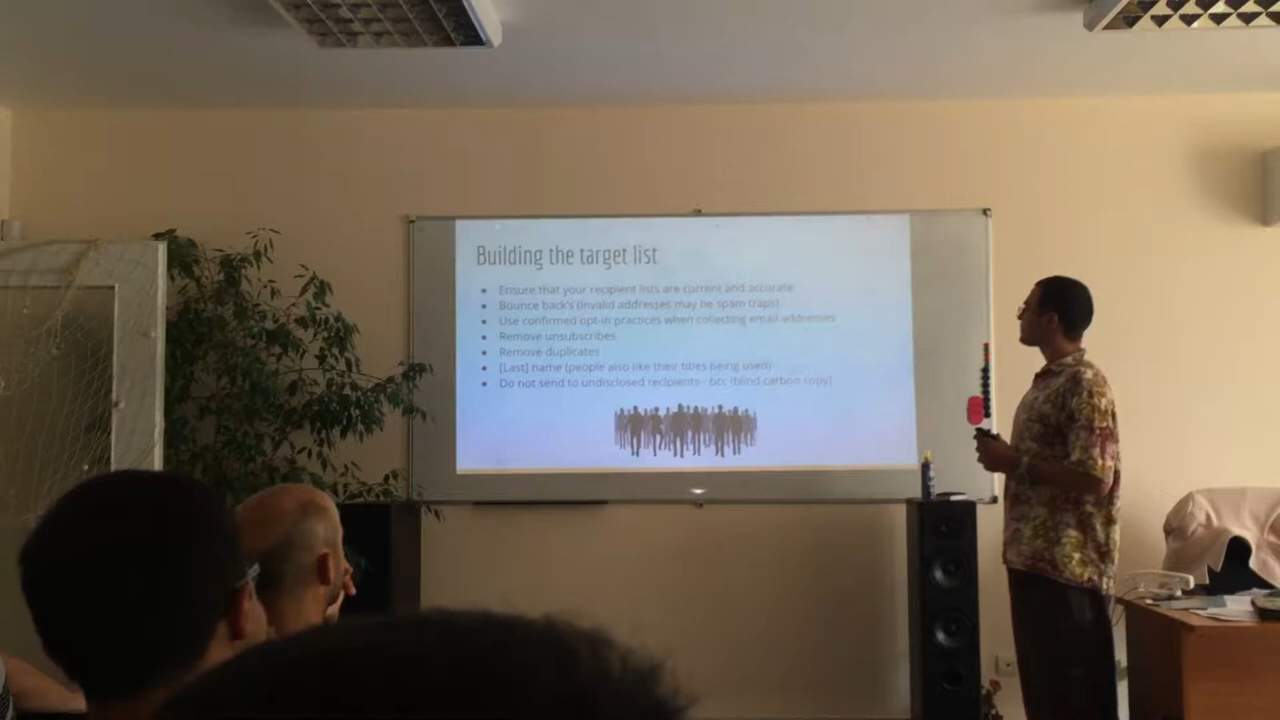 Building the target list
Ensure that your recipient lists are current and accurate
Bounce back's (invalid addresses may be spam traps)
Use confirmed opt-in practices when collecting email addresses
Remove unsubscribes
Remove duplicates
[Last] name (people also like their titles being used)
Do not send to undisclosed recipients - bcc (blind carbon copy)